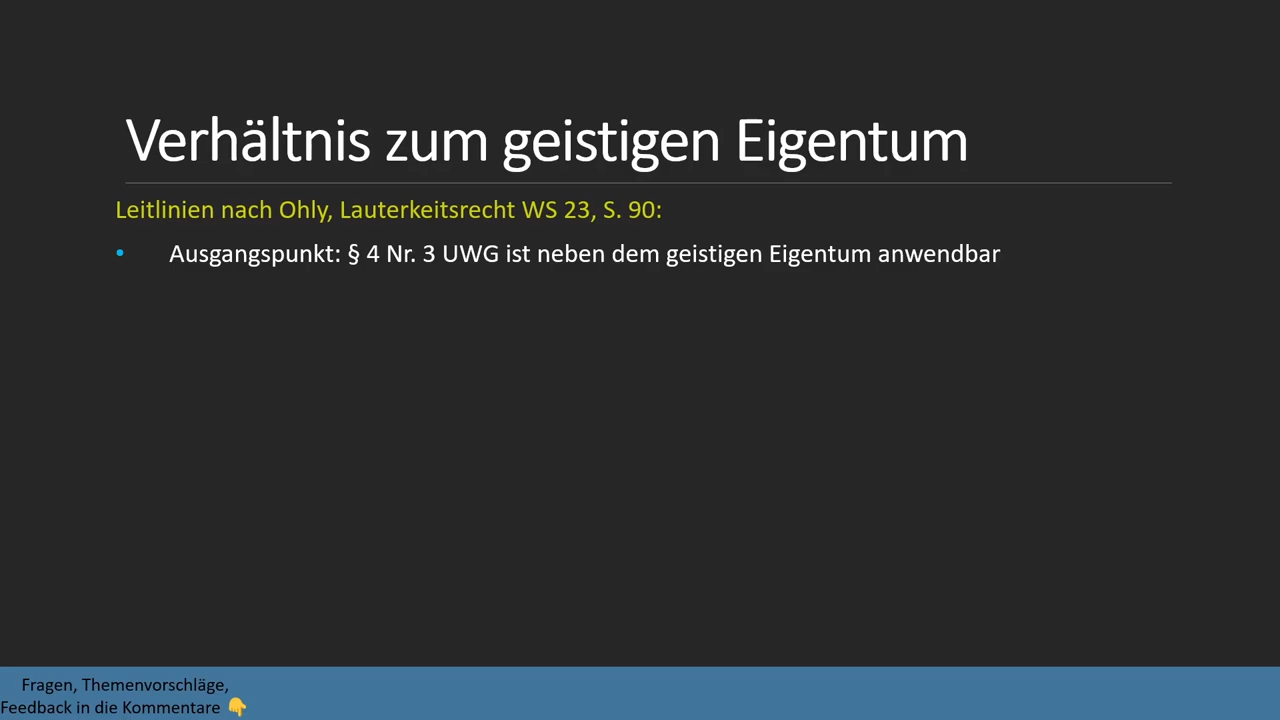 Verhältnis zum geistigen Eigentum
Leitlinien nach Ohly, Lauterkeitsrecht WS 23, S. 90:
• Ausgangspunkt: § 4 Nr. 3 UWG ist neben dem geistigen Eigentum anwendbar
Fragen, Themenvorschläge,
Feedback in die Kommentare 👇